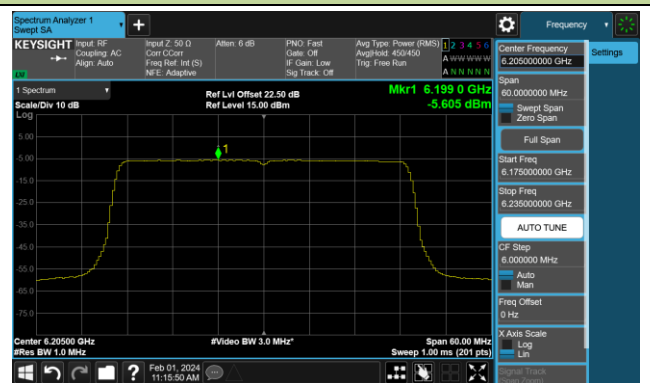 Spectrum Analyzer 1
Swept SA
Frequency
KEYSIGHT
Input: RF
Coupling: AC
Align: Auto
Input Z: 50 Ω
Corr CCorr
Freq Ref: Int (S)
NFE: Adaptive
Atten: 6 dB
PNO: Fast
Gate: Off
IF Gain: Low
Sig Track: Off
Avg Type: Power (RMS)
Avg|Hold: 450/450
Trig: Free Run
1 2 3 4 5 6
A W W W W W
A N N N N N
LW
Center Frequency
6.205000000 GHz
Settings
Span
60.0000000 MHz
Swept Span
Zero Span
Full Span
Start Freq
6.175000000 GHz
Stop Freq
6.235000000 GHz
AUTO TUNE
CF Step
6.000000 MHz
Auto
Man
Freq Offset
0 Hz
X Axis Scale
Log
Lin
Signal Track
(Span Zoom)
1 Spectrum
Scale/Div 10 dB
Log
Ref Lvl Offset 22.50 dB
Ref Level 15.00 dBm
Mkr1 6.199 0 GHz
-5.605 dBm
1
5.00
-5.00
-15.0
-25.0
-35.0
-45.0
-55.0
-65.0
-75.0
Center 6.20500 GHz
#Res BW 1.0 MHz
#Video BW 3.0 MHz*
Span 60.00 MHz
Sweep 1.00 ms (201 pts)
Feb 01, 2024
11:15:50 AM